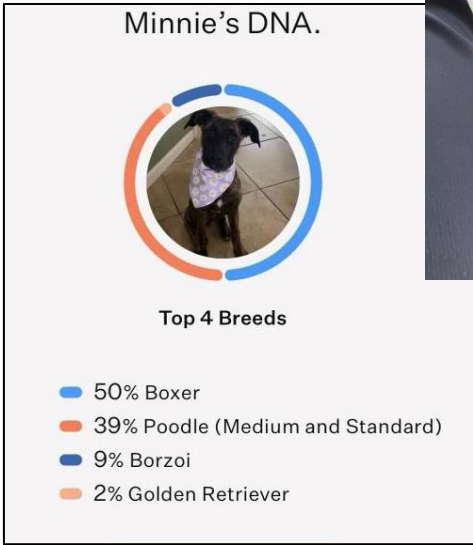 Minnie's DNA.
Top 4 Breeds
50% Boxer
39% Poodle (Medium and Standard)
9% Borzoi
2% Golden Retriever